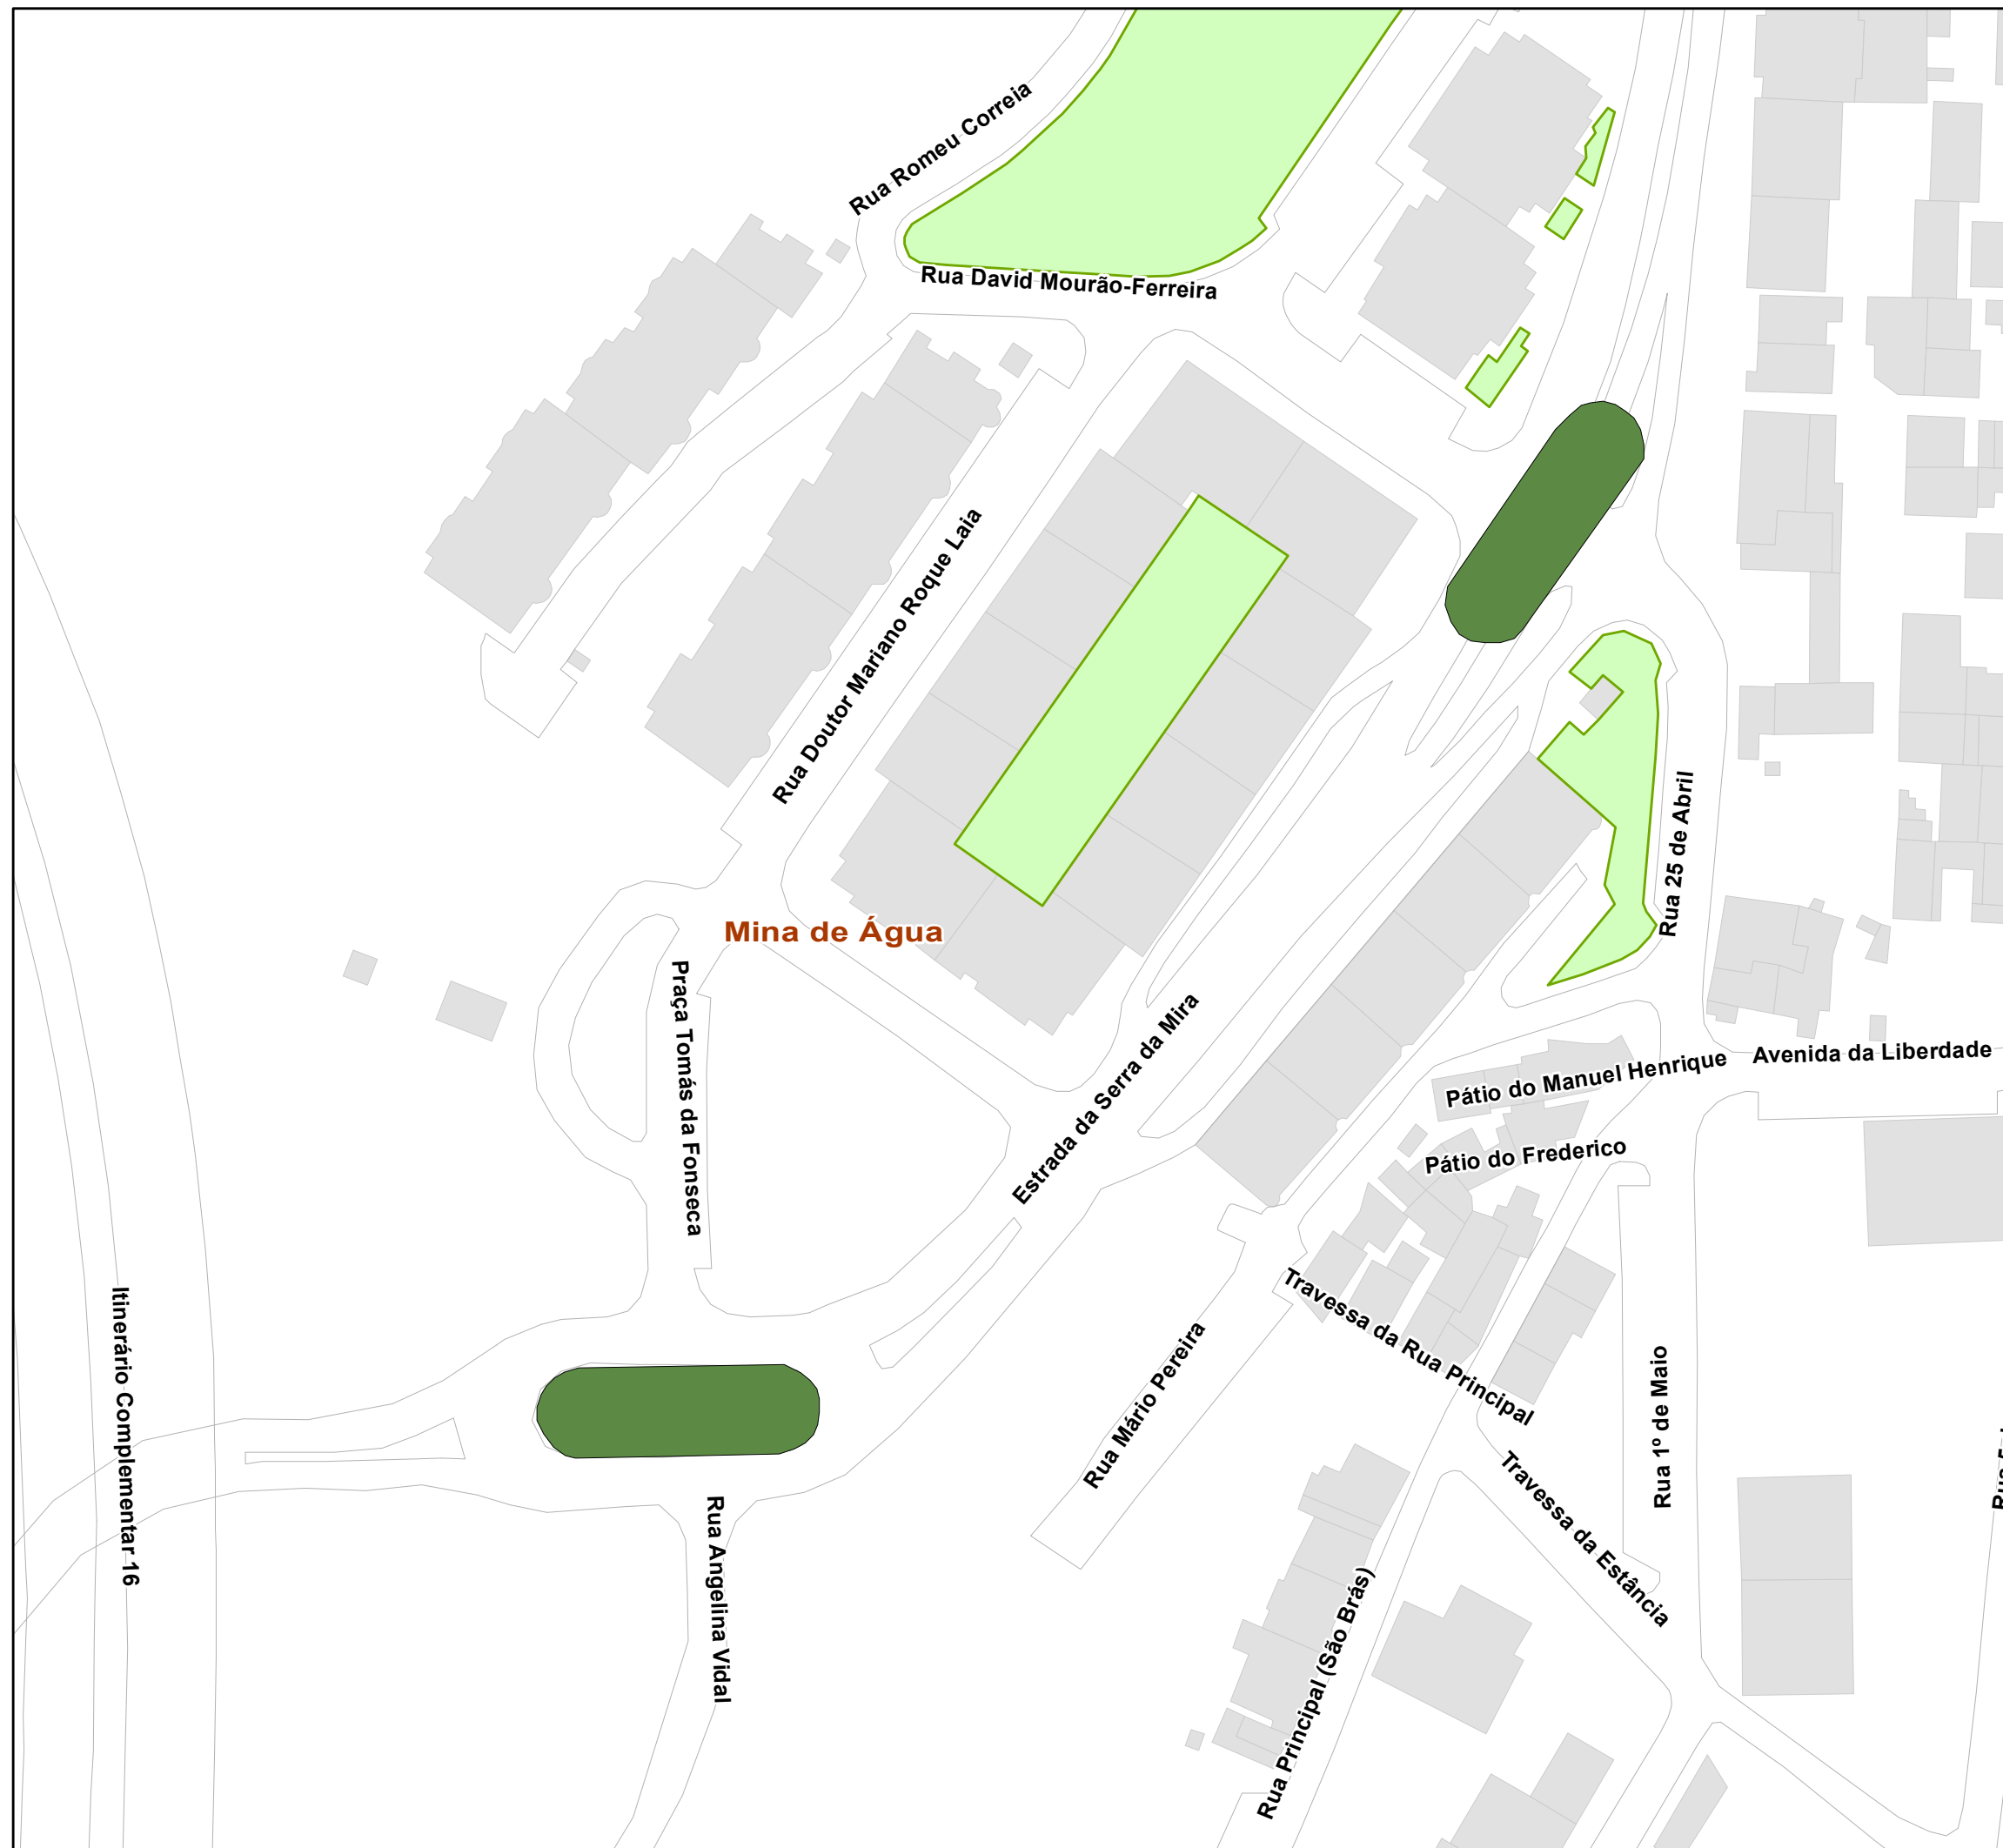 Rua Romeu Correia
Rua David Mourão-Ferreira
Rua Doutor Mariano Roque Laia
Rua 25 de Abril
Mina de Água
Praça Tomás da Fonseca
Estrada da Serra da Mira
Avenida da Liberdade
Pátio do Manuel Henrique
Pátio do Frederico
Travessa da Rua Principal
Itinerário Complementar 16
Rua Mário Pereira
Rua 1º de Maio
Travessa da Estância
Rua Angelina Vidal
Rua Principal (São Brás)